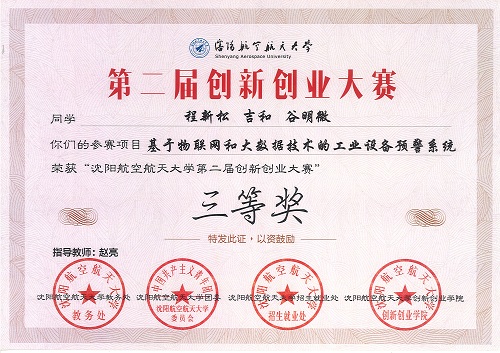 沈阳航空航天大学
Shenyang Aerospace University
第二届创新创业大赛
同学 程新松 吉和 谷明微
你们的参赛项目 基于物联网和大数据技术的工业设备预警系统
荣获“沈阳航空航天大学第二届创新创业大赛”
三等奖
特发此证,以资鼓励
指导教师:赵亮
沈阳航空航天大学教务处 沈阳航空航天大学团委 沈阳航空航天大学招生就业处 沈阳航空航天大学创新创业学院
沈阳航空航天大学 教务处
中国共产主义青年团 沈阳航空航天大学 委员会
沈阳航空航天大学 招生就业处
沈阳航空航天大学 创新创业学院